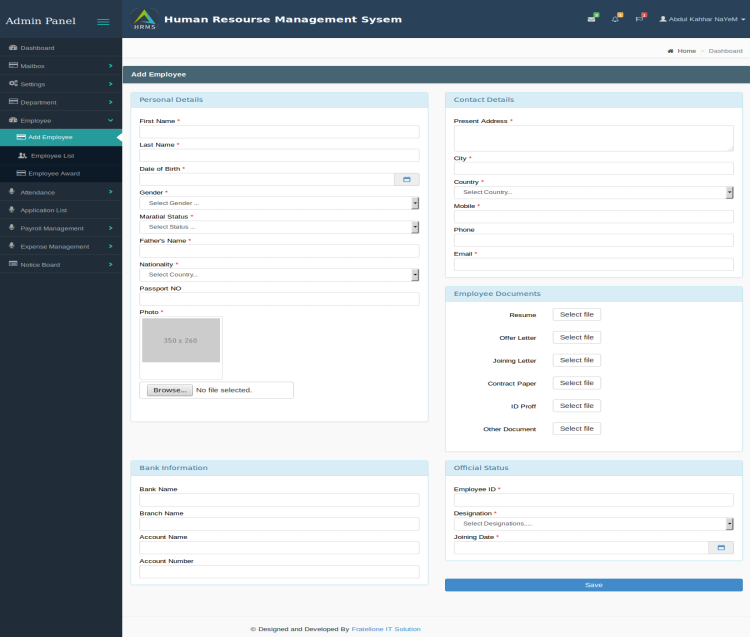 Admin Panel
HRMS
Human Resourse Management Sysem
Abdul Kahhar NaYeM
Home > Dashboard
Dashboard
Mailbox
Settings
Department
Employee
Add Employee
Employee List
Employee Award
Attendance
Application List
Payroll Management
Expense Management
Notice Board
Add Employee
Personal Details
First Name *
Last Name *
Date of Birth *
Gender *
Select Gender ...
Maratial Status *
Select Status ...
Father's Name *
Nationality *
Select Country...
Passport NO
Photo *
350 x 260
Browse... No file selected.
Contact Details
Present Address *
City *
Country *
Select Country...
Mobile *
Phone
Email *
Employee Documents
Resume Select file
Offer Letter Select file
Joining Letter Select file
Contract Paper Select file
ID Proff Select file
Other Document Select file
Bank Information
Bank Name
Branch Name
Account Name
Account Number
Official Status
Employee ID *
Designation *
Select Designations.....
Joining Date *
Save
© Designed and Developed By Fratelione IT Solution